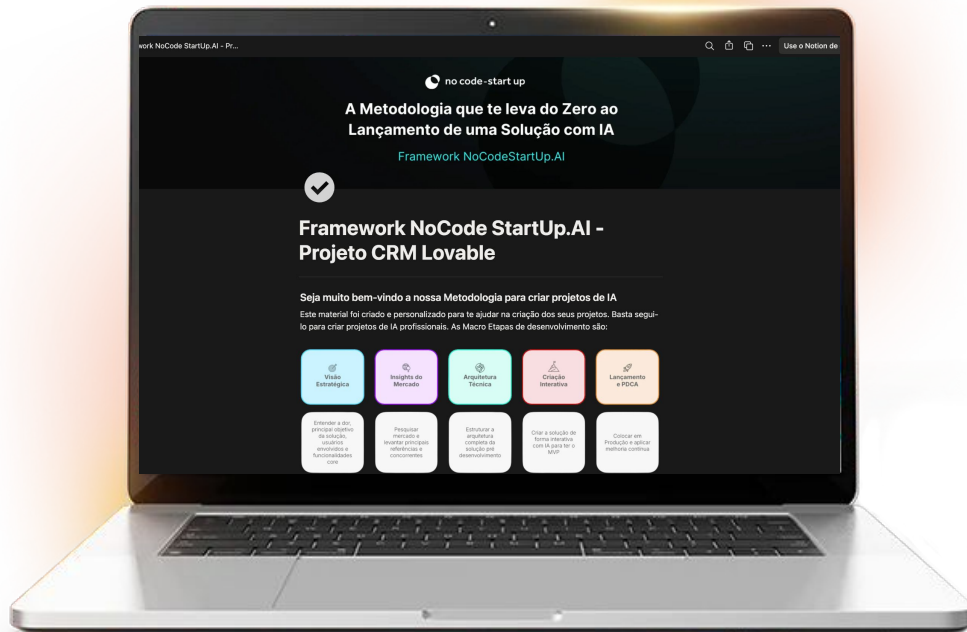 work NoCode StartUp.AI - Pr...
Use o Notion de
no code-start up
A Metodologia que te leva do Zero ao
Lançamento de uma Solução com IA
Framework NoCodeStartUp.AI
Framework NoCode StartUp.AI -
Projeto CRM Lovable
Seja muito bem-vindo a nossa Metodologia para criar projetos de IA
Este material foi criado e personalizado para te ajudar na criação dos seus projetos. Basta segui-
lo para criar projetos de IA profissionais. As Macro Etapas de desenvolvimento são:
Visão
Estratégica
Insights do
Mercado
Arquitetura
Técnica
Criação
Interativa
Lançamento
e PDCA
Entender a dor,
principal objetivo
da solução,
usuários
envolvidos e
funcionalidades
core
Pesquisar
mercado e
levantar principais
referências e
concorrentes
Estruturar a
arquitetura
completa da
solução pré
desenvolvimento
Criar a solução de
forma interativa
com IA para ter o
MVP
Colocar em
Produção e aplicar
melhoria contínua